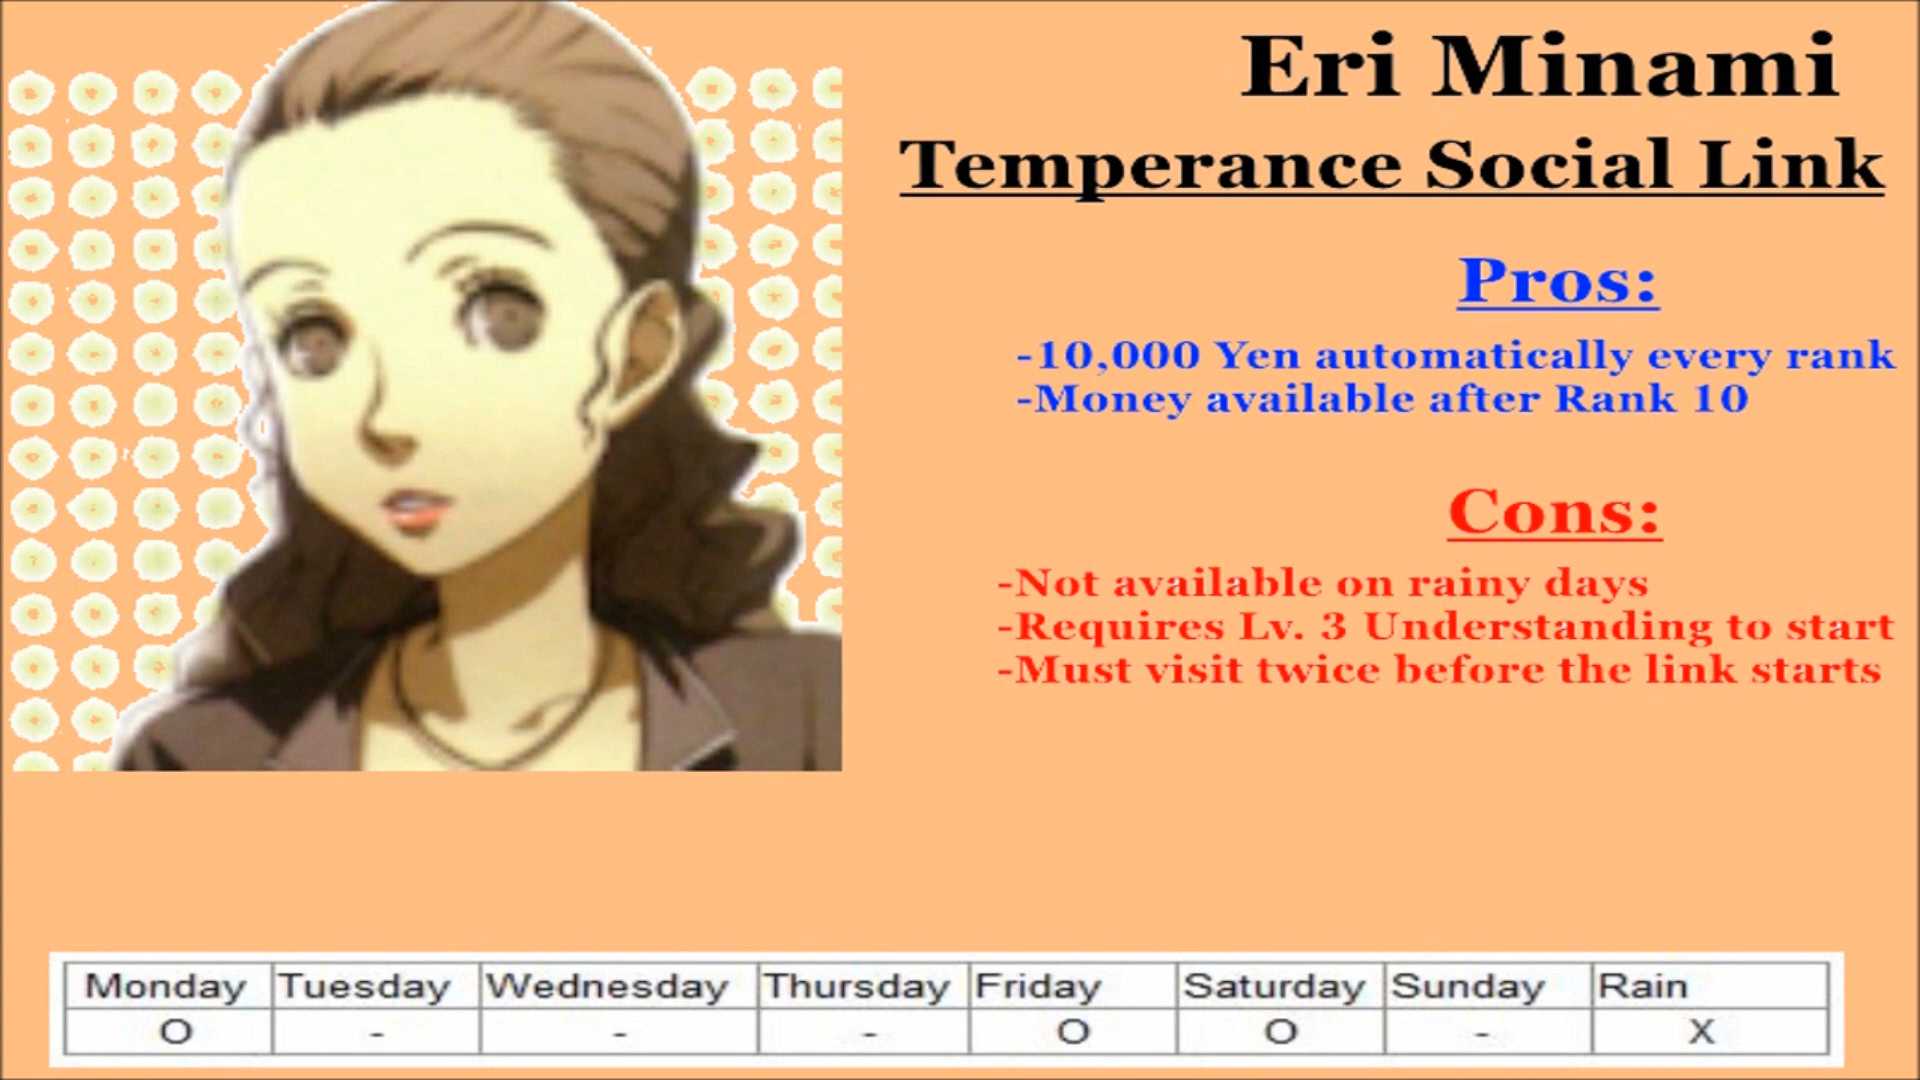 Eri Minami
Temperance Social Link
Pros:
-10,000 Yen automatically every rank
-Money available after Rank 10
Cons:
-Not available on rainy days
-Requires Lv. 3 Understanding to start
-Must visit twice before the link starts
Monday Tuesday Wednesday Thursday Friday Saturday Sunday Rain
O - - - O O - X